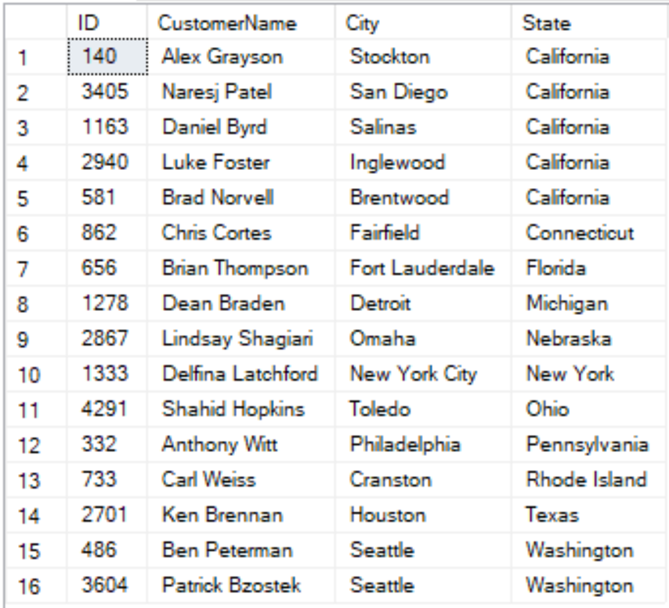 ID CustomerName City State
1 140 Alex Grayson Stockton California
2 3405 Naresj Patel San Diego California
3 1163 Daniel Byrd Salinas California
4 2940 Luke Foster Inglewood California
5 581 Brad Norvell Brentwood California
6 862 Chris Cortes Fairfield Connecticut
7 656 Brian Thompson Fort Lauderdale Florida
8 1278 Dean Braden Detroit Michigan
9 2867 Lindsay Shagiari Omaha Nebraska
10 1333 Delfina Latchford New York City New York
11 4291 Shahid Hopkins Toledo Ohio
12 332 Anthony Witt Philadelphia Pennsylvania
13 733 Carl Weiss Cranston Rhode Island
14 2701 Ken Brennan Houston Texas
15 486 Ben Peterman Seattle Washington
16 3604 Patrick Bzostek Seattle Washington